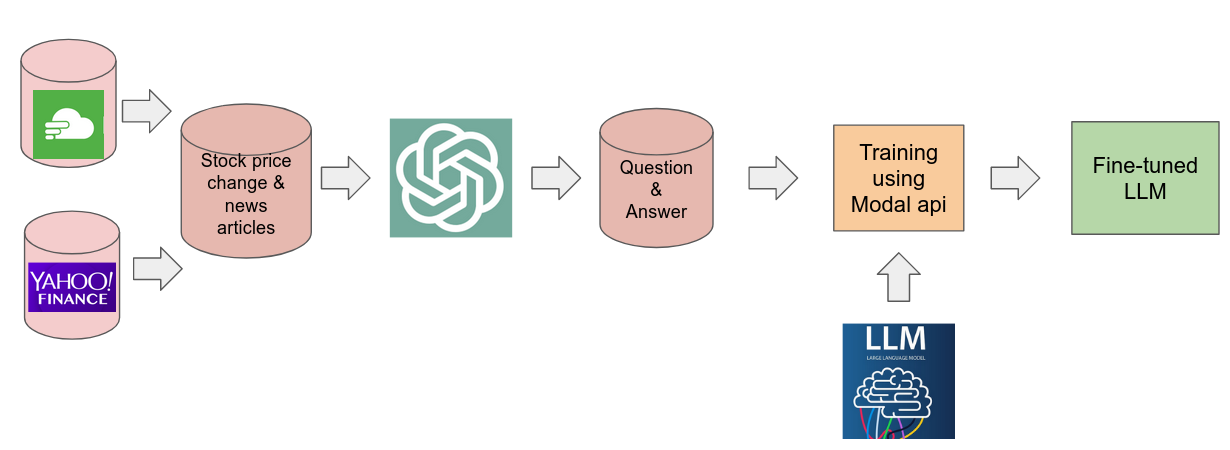 Stock price
change &
news
articles
YAHOO!
FINANCE
Question
&
Answer
Training
using
Modal api
Fine-tuned
LLM
LLM
LARGE LANGUAGE MODEL